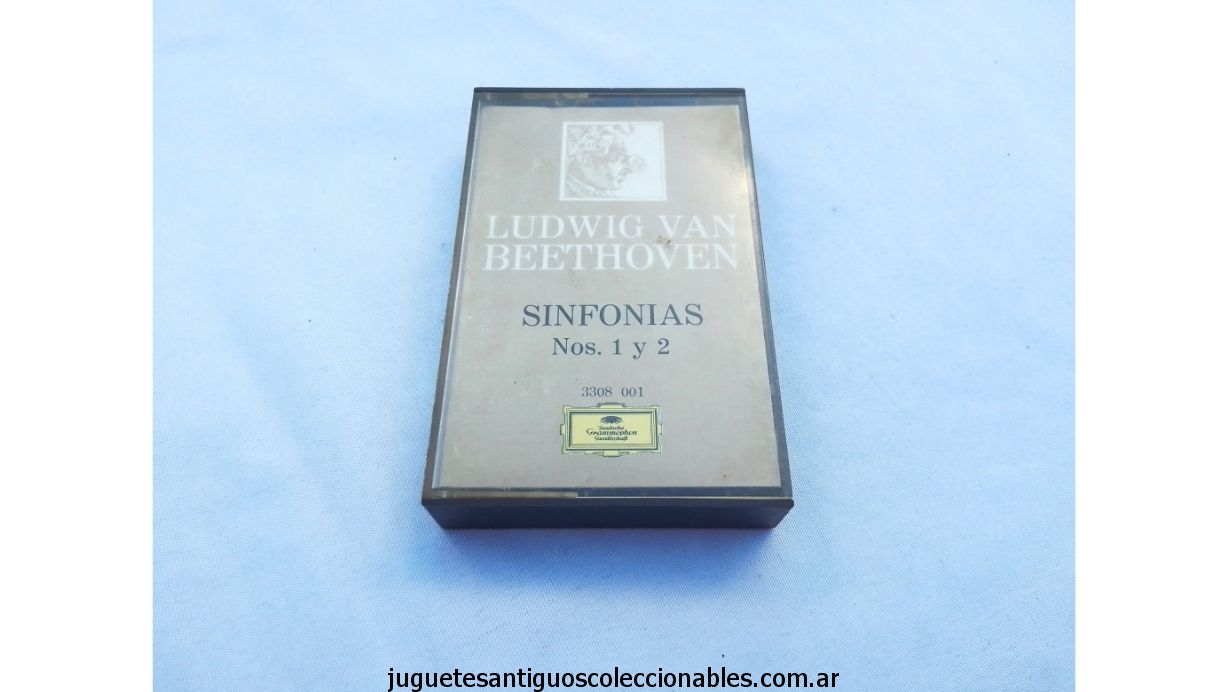 LUDWIG VAN
BEETHOVEN
SINFONIAS
Nos. 1 y 2
3308 001
Deutsche
Grammophon
Gesellschaft
juguetesantiguoscoleccionables.com.ar